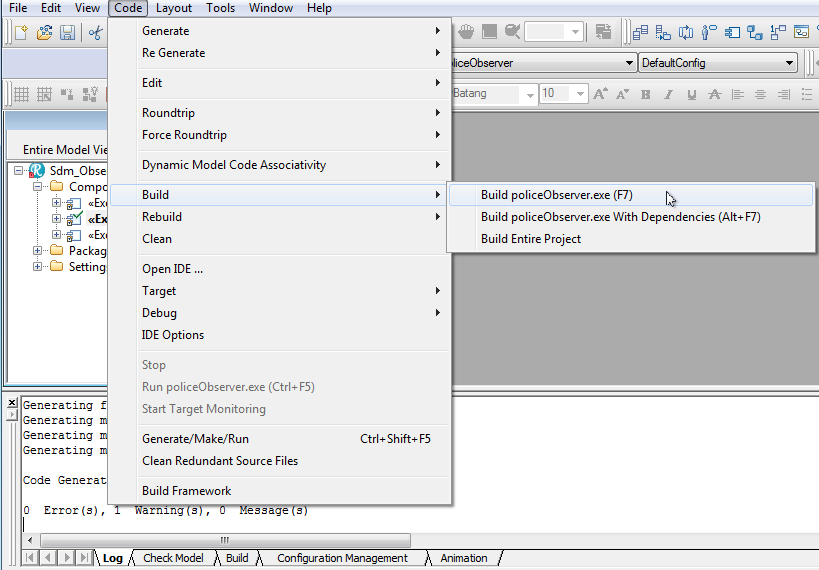 File Edit View Code Layout Tools Window Help
Generate
Re Generate
Edit
Roundtrip
Force Roundtrip
Dynamic Model Code Associativity
Build
Rebuild
Clean
Open IDE ...
Target
Debug
IDE Options
Stop
Run policeObserver.exe (Ctrl+F5)
Start Target Monitoring
Generate/Make/Run Ctrl+Shift+F5
Clean Redundant Source Files
Build Framework
Build policeObserver.exe (F7)
Build policeObserver.exe With Dependencies (Alt+F7)
Build Entire Project
oliceObserver DefaultConfig
Batang 10
Entire Model Vie
Sdm_Obse
Compo
«Exe
«Ex
«Exe
Packag
Settings
Generating f
Generating m
Generating m
Generating m
Code Generat
0 Error(s), 1 Warning(s), 0 Message(s)
Log Check Model Build Configuration Management Animation